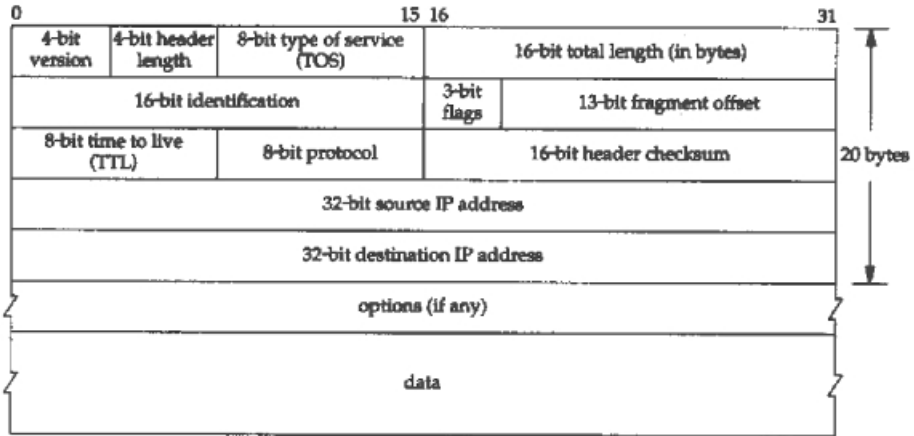 0 15 16 31
4-bit version 4-bit header length 8-bit type of service (TOS) 16-bit total length (in bytes)
16-bit identification 3-bit flags 13-bit fragment offset
8-bit time to live (TTL) 8-bit protocol 16-bit header checksum
20 bytes
32-bit source IP address
32-bit destination IP address
options (if any)
data